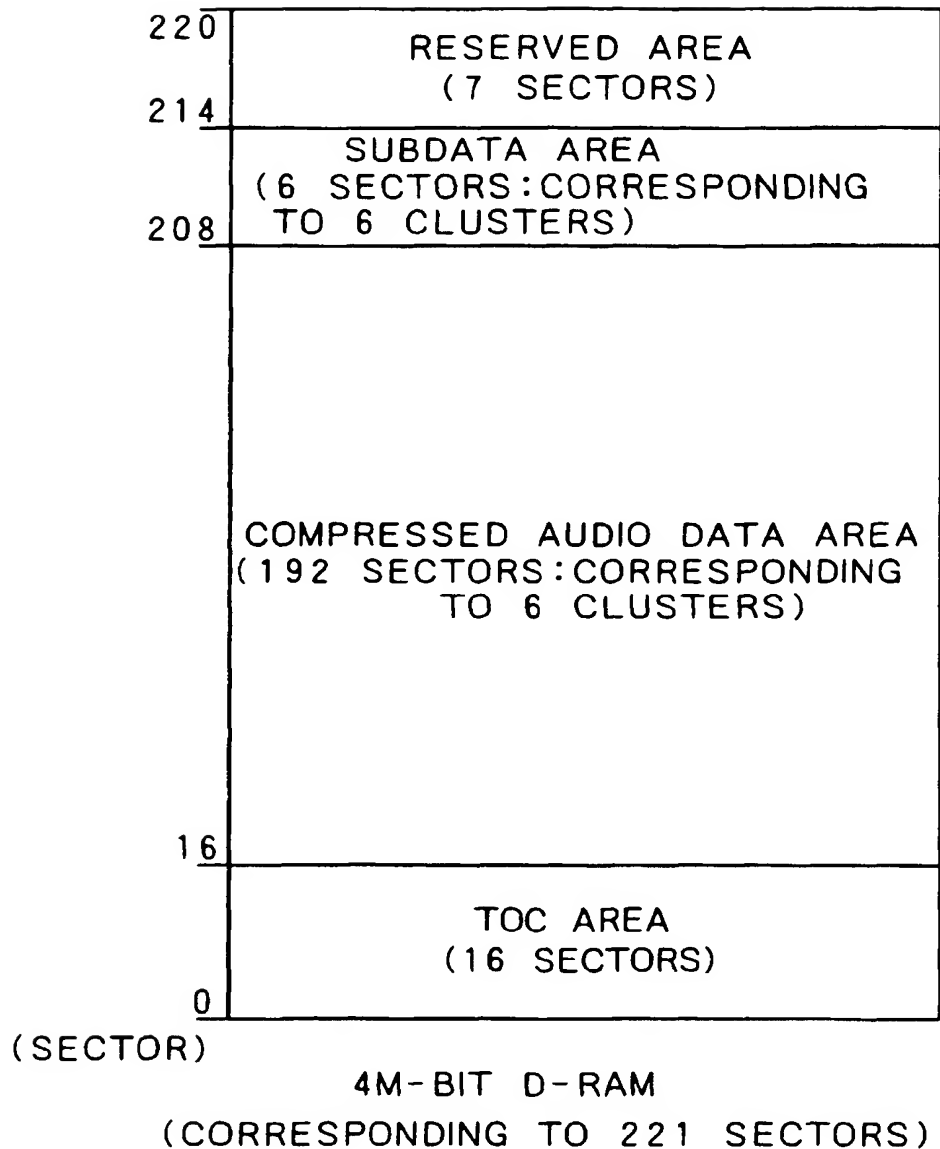 220
RESERVED AREA
(7 SECTORS)
214
SUBDATA AREA
(6 SECTORS:CORRESPONDING
TO 6 CLUSTERS)
208
COMPRESSED AUDIO DATA AREA
(192 SECTORS:CORRESPONDING
TO 6 CLUSTERS)
16
TOC AREA
(16 SECTORS)
0
(SECTOR)
4M-BIT D-RAM
(CORRESPONDING TO 221 SECTORS)